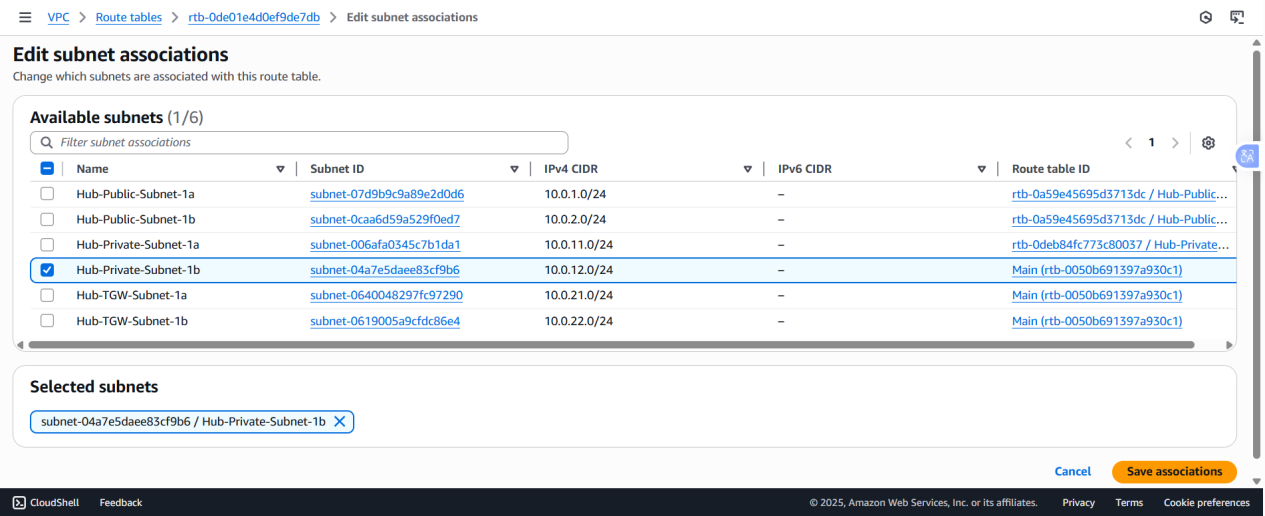 VPC > Route tables > rtb-0de01e4d0ef9de7db > Edit subnet associations
Edit subnet associations
Change which subnets are associated with this route table.
Available subnets (1/6)
Filter subnet associations
1
Name Subnet ID IPv4 CIDR IPv6 CIDR Route table ID
Hub-Public-Subnet-1a subnet-07d9b9c9a89e2d0d6 10.0.1.0/24 – rtb-0a59e45695d3713dc / Hub-Public...
Hub-Public-Subnet-1b subnet-0caa6d59a529f0ed7 10.0.2.0/24 – rtb-0a59e45695d3713dc / Hub-Public...
Hub-Private-Subnet-1a subnet-006afa0345c7b1da1 10.0.11.0/24 – rtb-0deb84fc773c80037 / Hub-Private...
Hub-Private-Subnet-1b subnet-04a7e5daee83cf9b6 10.0.12.0/24 – Main (rtb-0050b691397a930c1)
Hub-TGW-Subnet-1a subnet-0640048297fc97290 10.0.21.0/24 – Main (rtb-0050b691397a930c1)
Hub-TGW-Subnet-1b subnet-0619005a9cfdc86e4 10.0.22.0/24 – Main (rtb-0050b691397a930c1)
Selected subnets
subnet-04a7e5daee83cf9b6 / Hub-Private-Subnet-1b
Cancel Save associations
CloudShell Feedback © 2025, Amazon Web Services, Inc. or its affiliates. Privacy Terms Cookie preferences